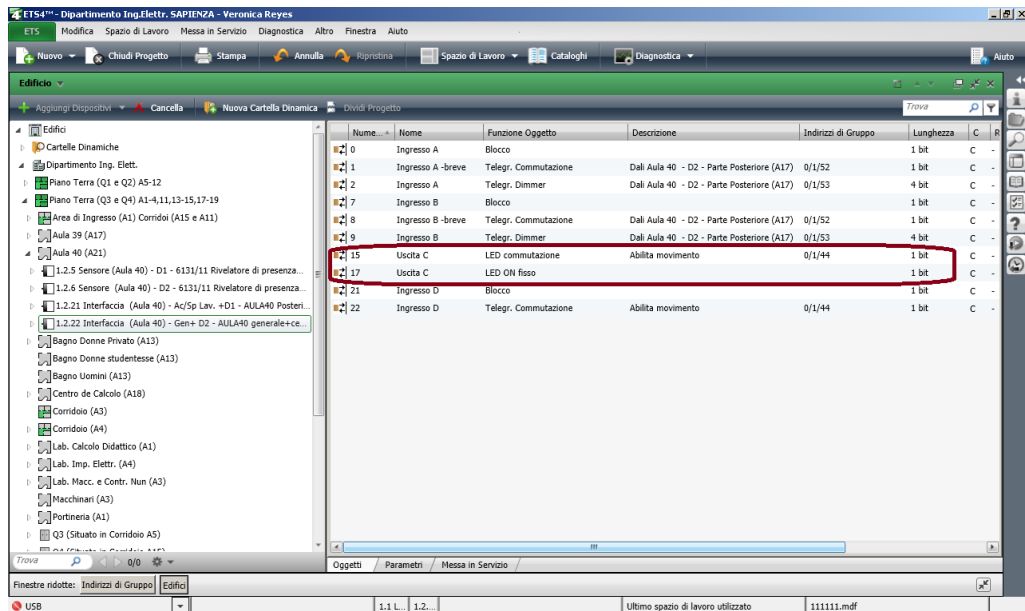 ETS4™ - Dipartimento Ing.Elettr. SAPIENZA - Veronica Reyes
ETS Modifica Spazio di Lavoro Messa in Servizio Diagnostica Altro Finestra Aiuto
Nuovo Chiudi Progetto Stampa Annulla Ripristina Spazio di Lavoro Cataloghi Diagnostica Aiuto
Edificio
Aggiungi Dispositivi Cancella Nuova Cartella Dinamica Dividi Progetto Trova
Nume... Nome Funzione Oggetto Descrizione Indirizzi di Gruppo Lunghezza C R
0 Ingresso A Blocco 1 bit C -
1 Ingresso A -breve Telegr. Commutazione Dali Aula 40 - D2 - Parte Posteriore (A17) 0/1/52 1 bit C -
2 Ingresso A Telegr. Dimmer Dali Aula 40 - D2 - Parte Posteriore (A17) 0/1/53 4 bit C -
7 Ingresso B Blocco 1 bit C -
8 Ingresso B -breve Telegr. Commutazione Dali Aula 40 - D2 - Parte Posteriore (A17) 0/1/52 1 bit C -
9 Ingresso B Telegr. Dimmer Dali Aula 40 - D2 - Parte Posteriore (A17) 0/1/53 4 bit C -
15 Uscita C LED commutazione Abilita movimento 0/1/44 1 bit C -
17 Uscita C LED ON fisso 1 bit C -
21 Ingresso D Blocco 1 bit C -
22 Ingresso D Telegr. Commutazione Abilita movimento 0/1/44 1 bit C -
Edifici
Cartelle Dinamiche
Dipartimento Ing. Elett.
Piano Terra (Q1 e Q2) A5-12
Piano Terra (Q3 e Q4) A1-4,11,13-15,17-19
Area di Ingresso (A1) Corridoi (A15 e A11)
Aula 39 (A17)
Aula 40 (A21)
1.2.5 Sensore (Aula 40) - D1 - 6131/11 Rivelatore di presenza...
1.2.6 Sensore (Aula 40) - D2 - 6131/11 Rivelatore di presenza...
1.2.21 Interfaccia (Aula 40) - Ac/Sp Lav. +D1 - AULA40 Posteri...
1.2.22 Interfaccia (Aula 40) - Gen+ D2 - AULA40 generale+ce...
Bagno Donne Privato (A13)
Bagno Donne studentesse (A13)
Bagno Uomini (A13)
Centro de Calcolo (A18)
Corridoio (A3)
Corridoio (A4)
Lab. Calcolo Didattico (A1)
Lab. Imp. Elettr. (A4)
Lab. Macc. e Contr. Nun (A3)
Macchinari (A3)
Portineria (A1)
Q3 (Situato in Corridoio A5)
Trova 0/0
Oggetti Parametri Messa in Servizio
Finestre ridotte: Indirizzi di Gruppo Edifici
USB 1.1 L... 1.2.... Ultimo spazio di lavoro utilizzato 111111.mdf